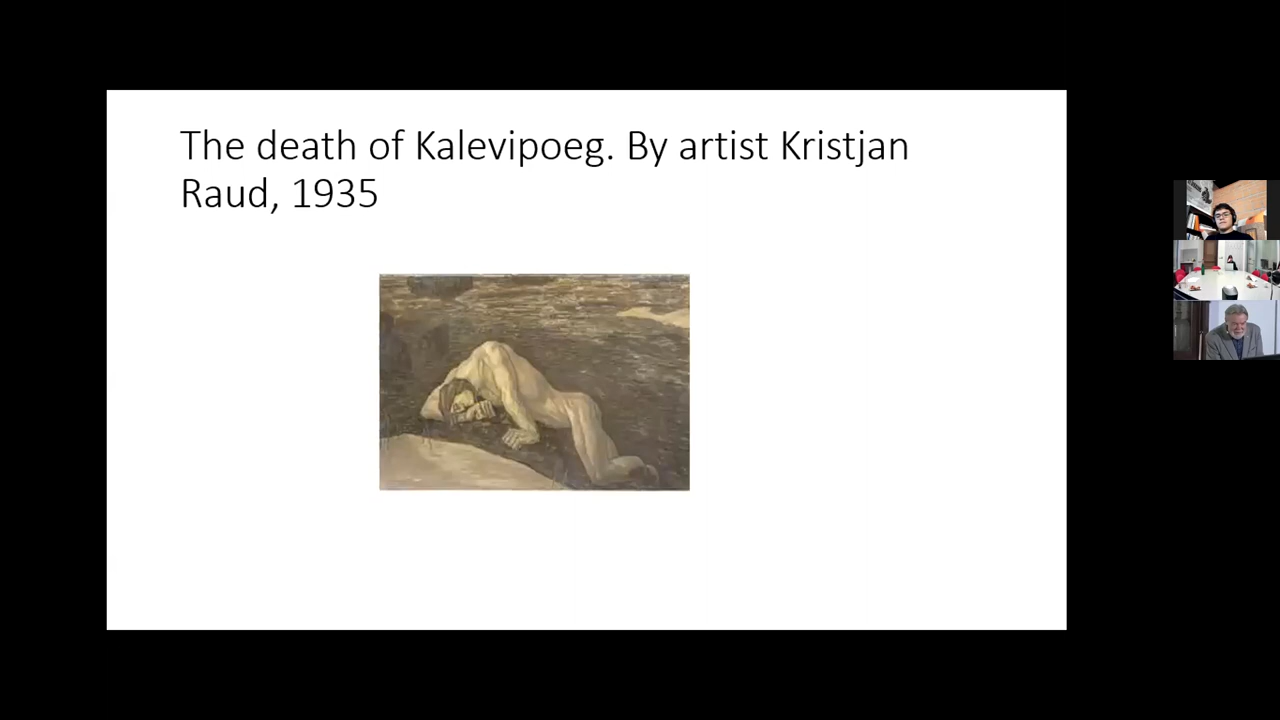 The death of Kalevipoeg. By artist Kristjan
Raud, 1935